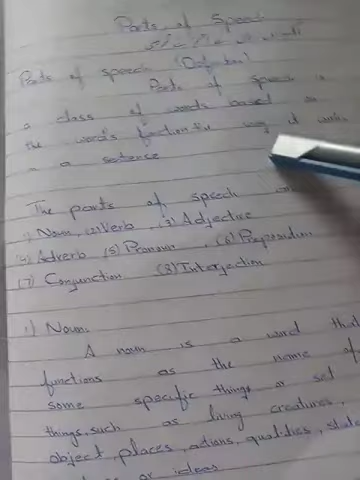 Parts of Speech
Parts of speech (Definition)
Parts of speech is
a class of words based on
the word's function the way it works
in a sentence
The parts of speech
1) Noun, (2) Verb, (3) Adjective
(4) Adverb (5) Pronoun, (6) Preposition
(7) Conjunction (8) Interjection
1) Noun.
A noun is a word that
functions as the name of
some specific things or set of
things, such as living creatures,
object, places, actions, qualities, state
or ideas